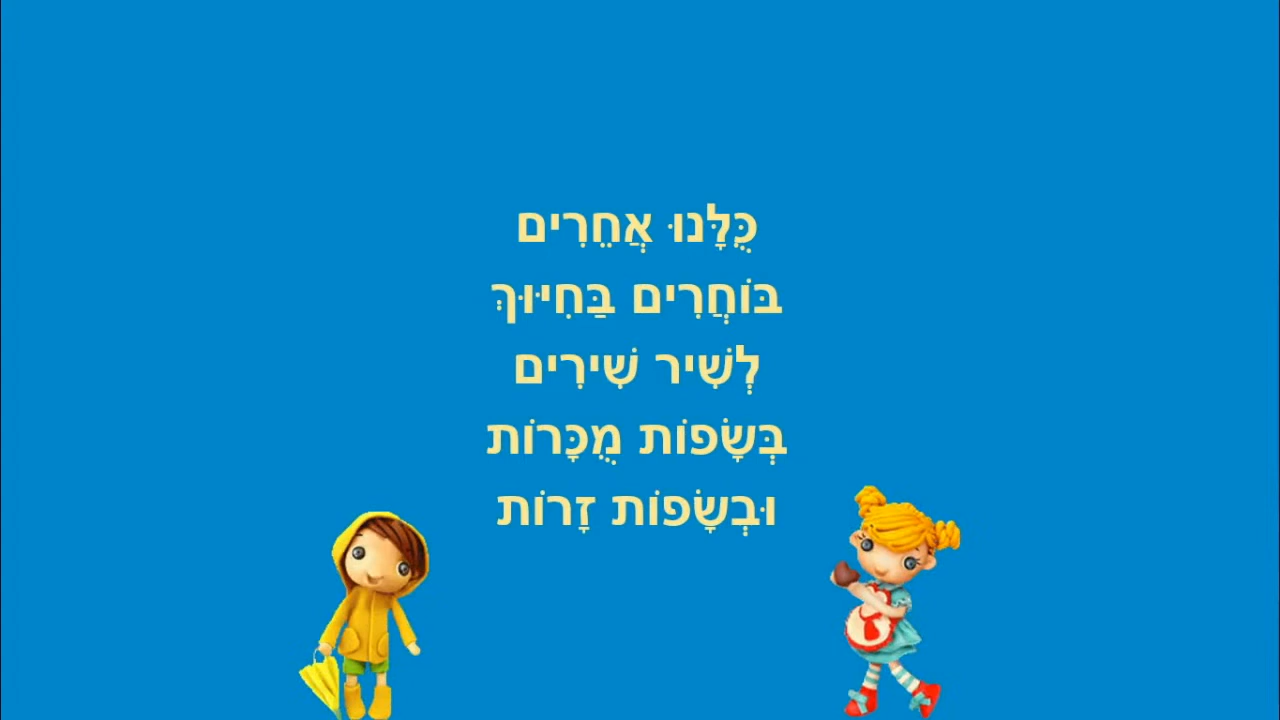 כֻּלָּנוּ אֲחֵרִים
בּוֹחֲרִים בַּחִיּוּךְ
לְשִׁיר שִׁירִים
בְּשָׂפוֹת מֻכָּרוֹת
וּבְשָׂפוֹת זָרוֹת